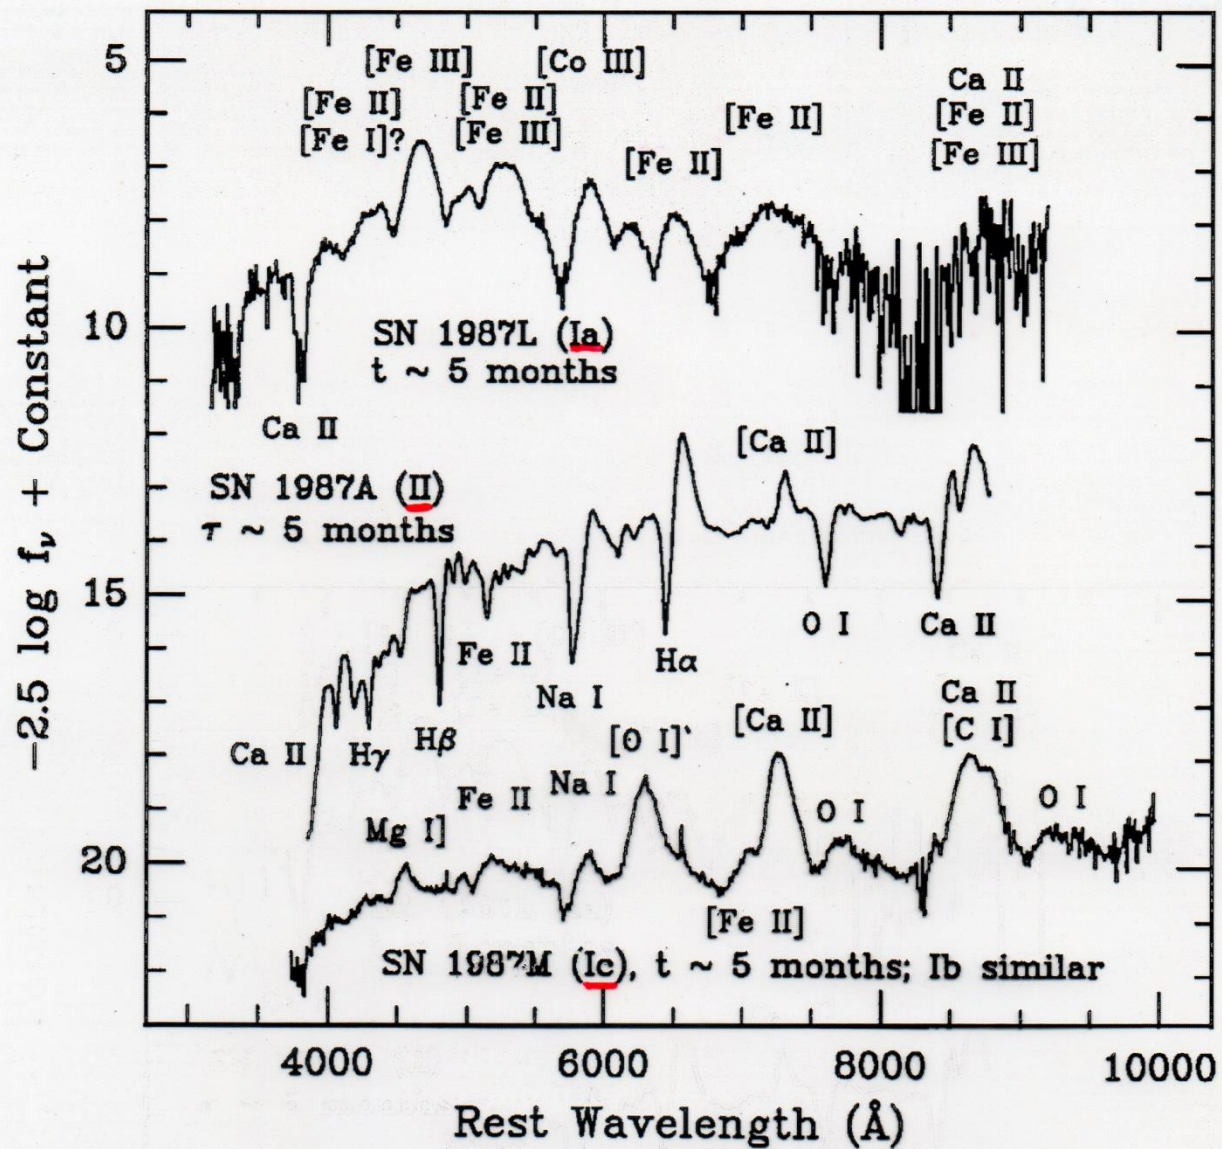 5
10
15
20
−2.5 log fν + Constant
[Fe III]
[Co III]
[Fe II]
[Fe I]?
[Fe II]
[Fe III]
[Fe II]
[Fe II]
Ca II
[Fe II]
[Fe III]
SN 1987L (Ia)
t ~ 5 months
Ca II
SN 1987A (II)
τ ~ 5 months
[Ca II]
Ca II
Hγ
Hβ
Fe II
Na I
Hα
O I
Ca II
Mg I]
Fe II
Na I
[O I]
[Ca II]
O I
Ca II
[C I]
O I
[Fe II]
SN 1987M (Ic), t ~ 5 months; Ib similar
4000 6000 8000 10000
Rest Wavelength (Å)